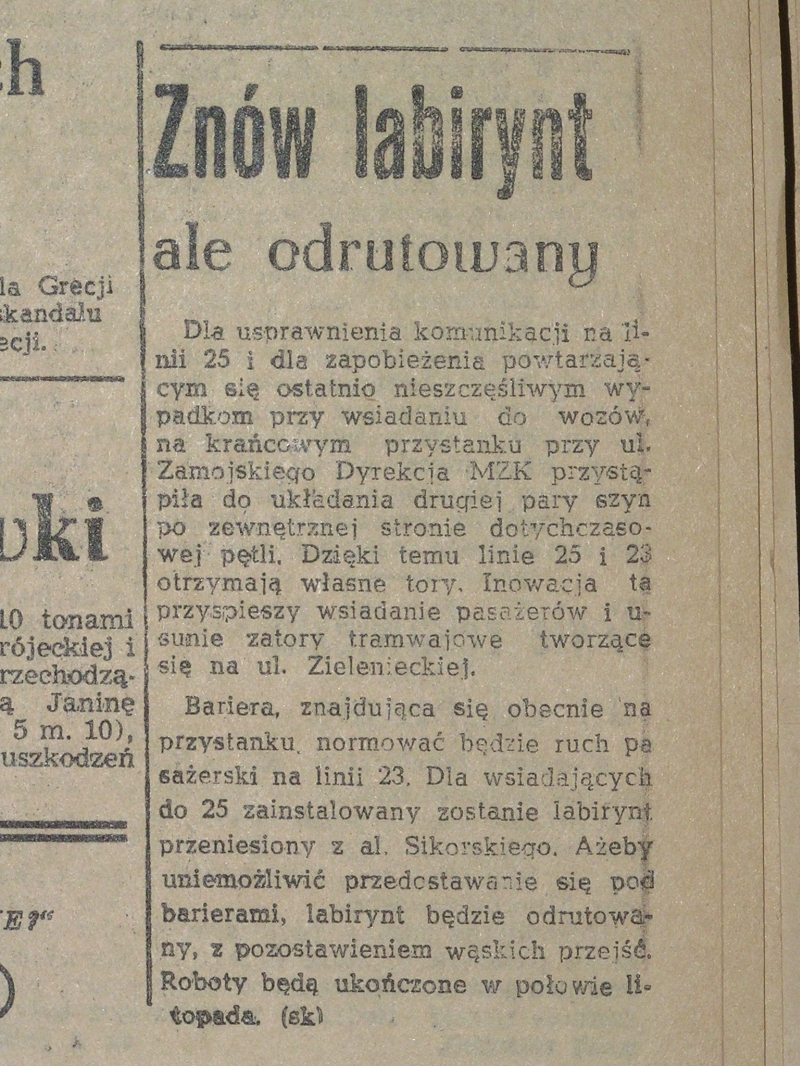 ch
la Grecji
skandalu
ecji.
wki
10 tonami
rójeckiej i
rzechodzą-
ą Janinę
5 m. 10),
uszkodzeń
E?"
)
Znów labirynt
ale odrutowany
Dla usprawnienia komunikacji na li-
nii 25 i dla zapobieżenia powtarzają-
cym się ostatnio nieszczęśliwym wy-
padkom przy wsiadaniu do wozów,
na krańcowym przystanku przy ul.
Zamojskiego Dyrekcja MZK przystą-
piła do układania drugiej pary szyn
po zewnętrznej stronie dotychczaso-
wej pętli. Dzięki temu linie 25 i 23
otrzymają własne tory. Inowacja ta
przyspieszy wsiadanie pasażerów i u-
sunie zatory tramwajowe tworzące
się na ul. Zielenieckiej.
Bariera, znajdująca się obecnie na
przystanku, normować będzie ruch pa
sażerski na linii 23. Dla wsiadających
do 25 zainstalowany zostanie labirynt
przeniesiony z al. Sikorskiego. Ażeby
uniemożliwić przedostawanie się pod
barierami, labirynt będzie odrutowa-
ny, z pozostawieniem wąskich przejść.
Roboty będą ukończone w połowie li-
topada. (sk)